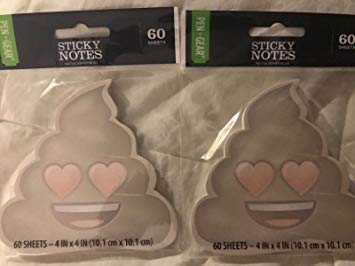 PEN+GEAR
STICKY
NOTES
60
SHEETS
60 SHEETS – 4 IN x 4 IN (10.1 cm x 10.1 cm)
PEN+GEAR
STICKY
NOTES
60
SHEETS
60 SHEETS – 4 IN x 4 IN (10.1 cm x 10.1 cm)